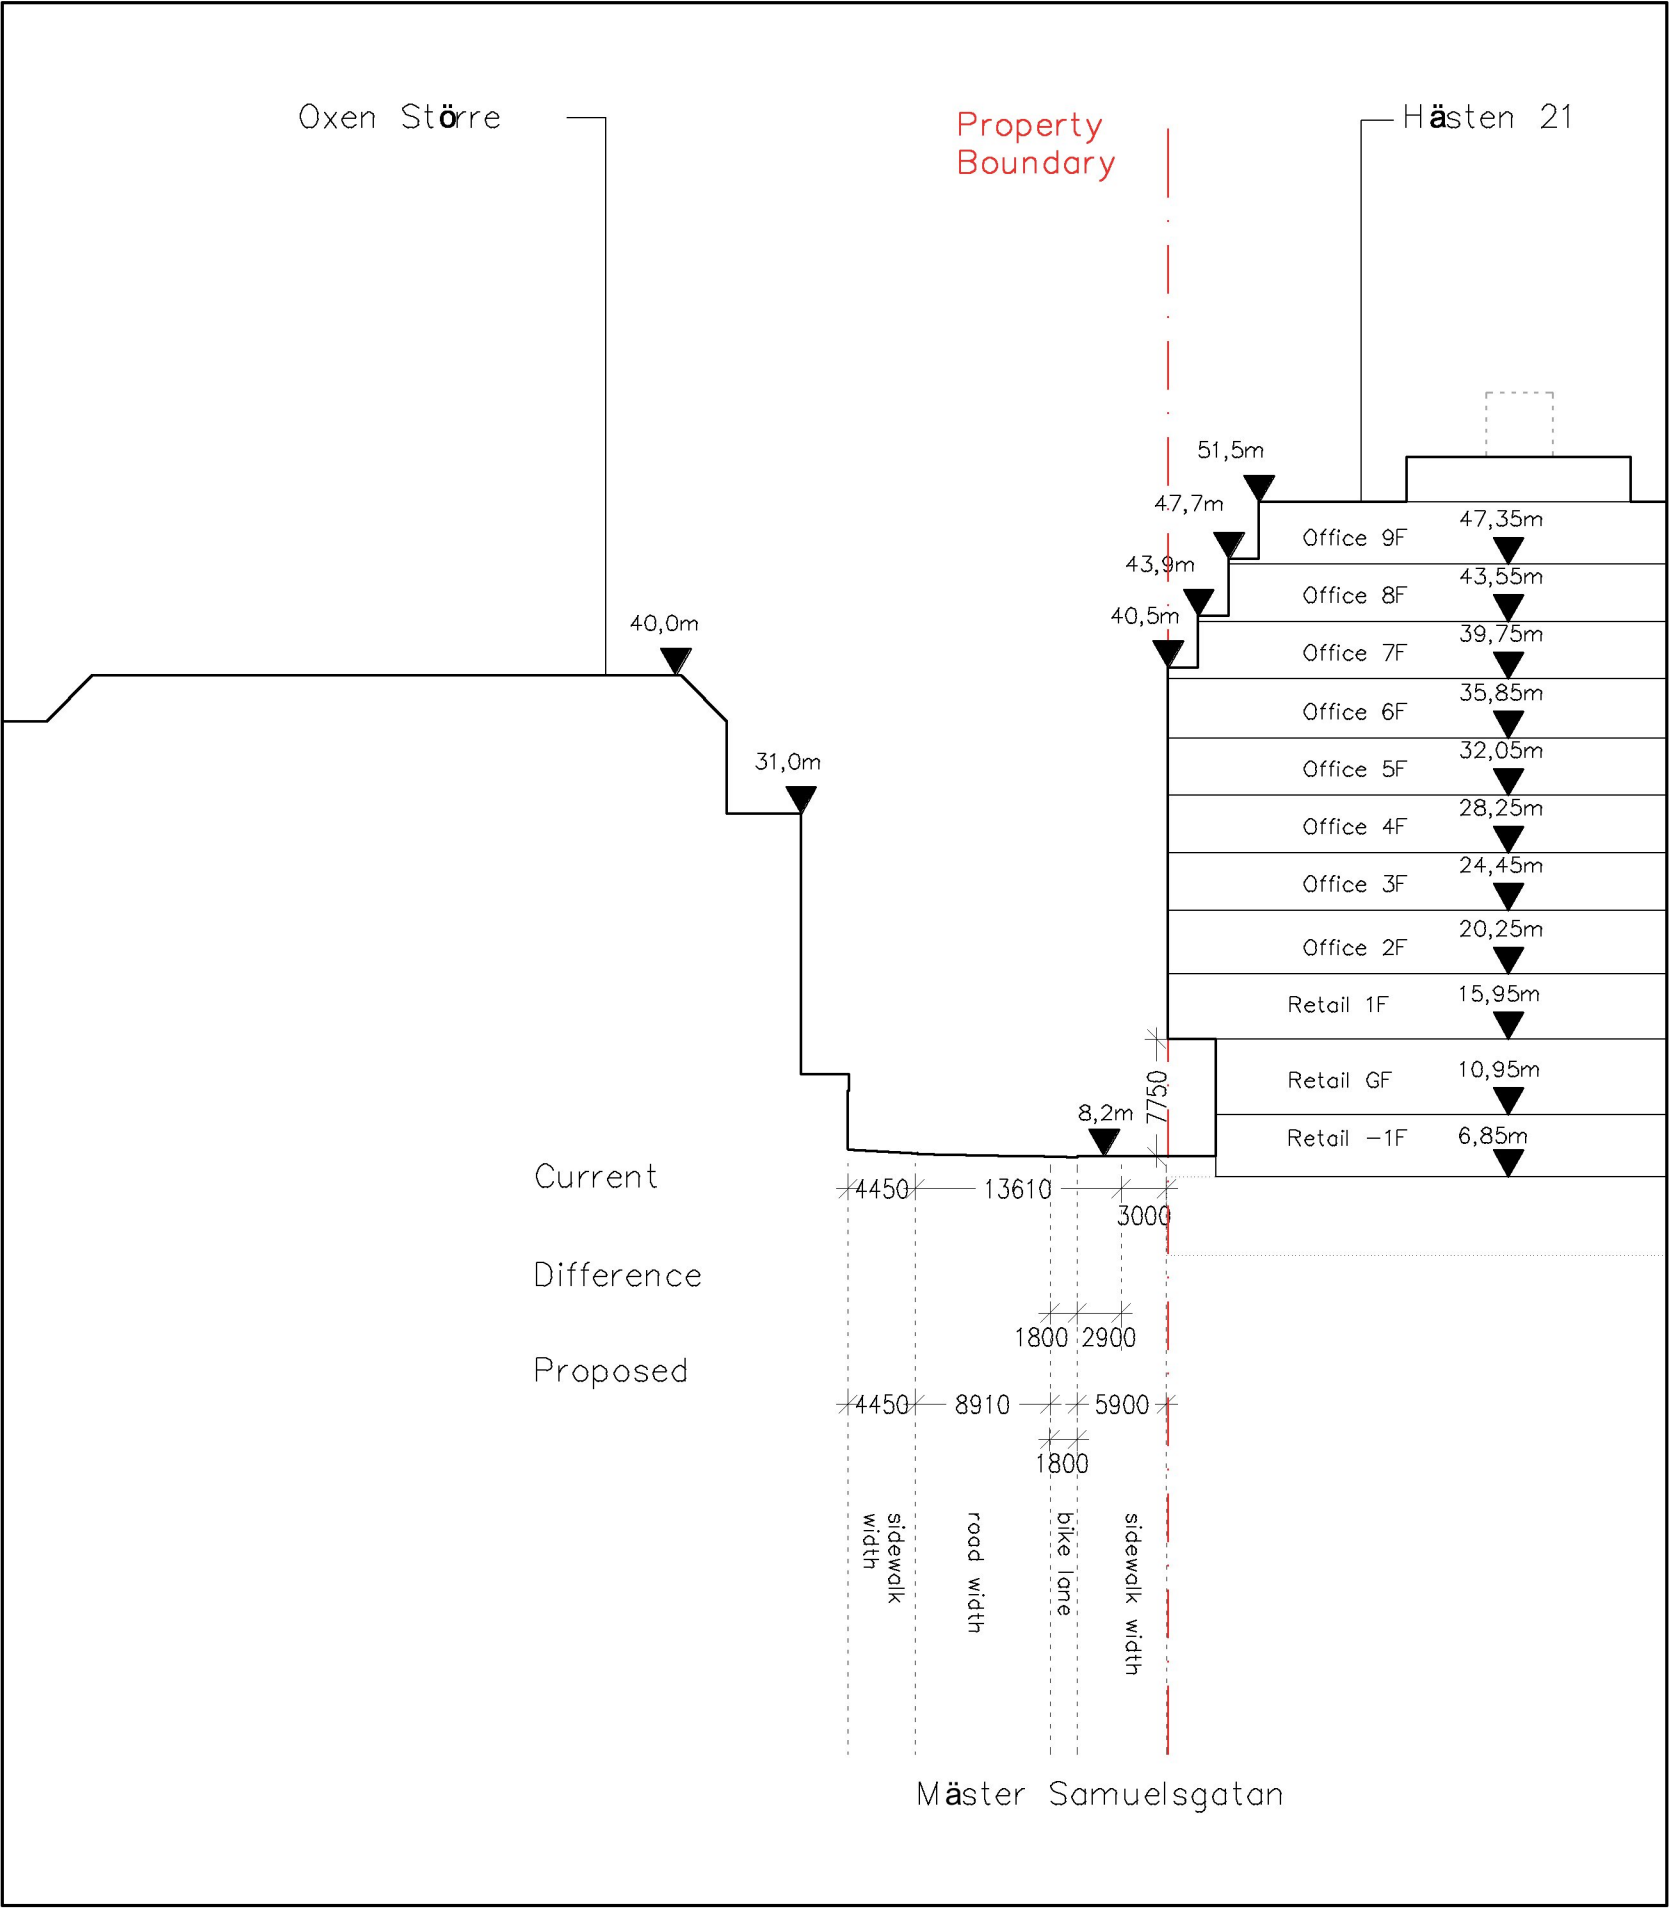 Oxen Större
Property
Boundary
Hästen 21
51,5m
47,7m
43,9m
40,5m
40,0m
31,0m
Office 9F 47,35m
Office 8F 43,55m
Office 7F 39,75m
Office 6F 35,85m
Office 5F 32,05m
Office 4F 28,25m
Office 3F 24,45m
Office 2F 20,25m
Retail 1F 15,95m
Retail GF 10,95m
Retail -1F 6,85m
7750
8,2m
Current
4450 13610
3000
Difference
1800 2900
Proposed
4450 8910 5900
1800
sidewalk
width
road width
bike lane
sidewalk width
Mäster Samuelsgatan